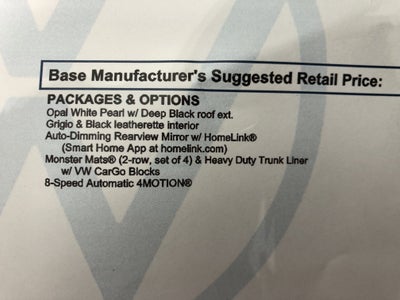 Base Manufacturer's Suggested Retail Price:
PACKAGES & OPTIONS
Opal White Pearl w/ Deep Black roof ext.
Grigio & Black leatherette interior
Auto-Dimming Rearview Mirror w/ HomeLink®
(Smart Home App at homelink.com)
Monster Mats® (2-row, set of 4) & Heavy Duty Trunk Liner
w/ VW CarGo Blocks
8-Speed Automatic 4MOTION®